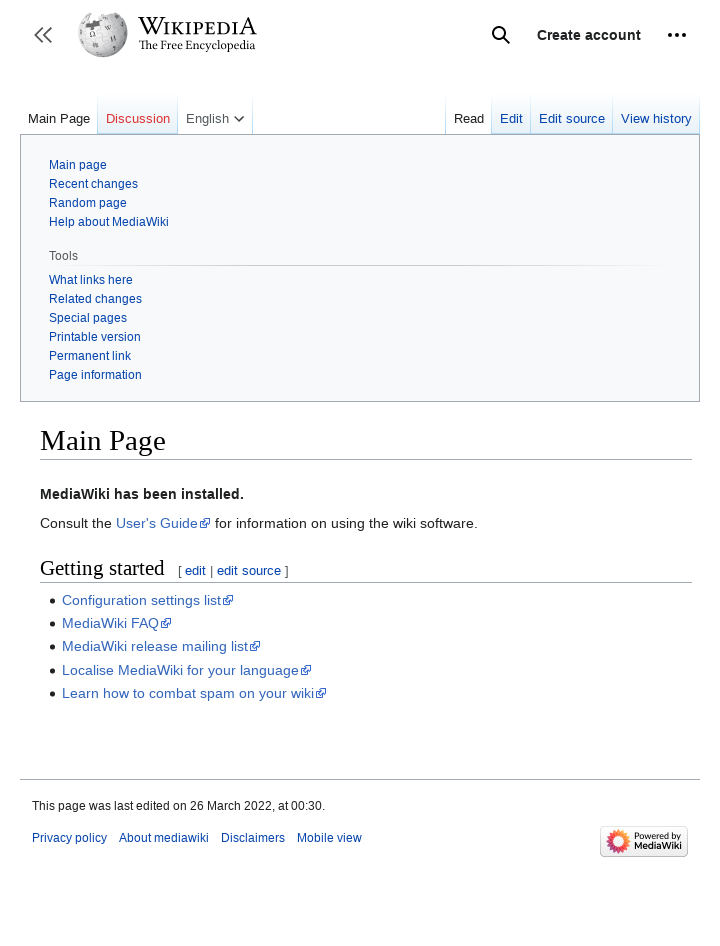 WIKIPEDIA
The Free Encyclopedia
Create account
Main Page Discussion English Read Edit Edit source View history
Main page
Recent changes
Random page
Help about MediaWiki
Tools
What links here
Related changes
Special pages
Printable version
Permanent link
Page information
Main Page
MediaWiki has been installed.
Consult the User's Guide for information on using the wiki software.
Getting started [ edit | edit source ]
Configuration settings list
MediaWiki FAQ
MediaWiki release mailing list
Localise MediaWiki for your language
Learn how to combat spam on your wiki
This page was last edited on 26 March 2022, at 00:30.
Privacy policy About mediawiki Disclaimers Mobile view
Powered by
MediaWiki